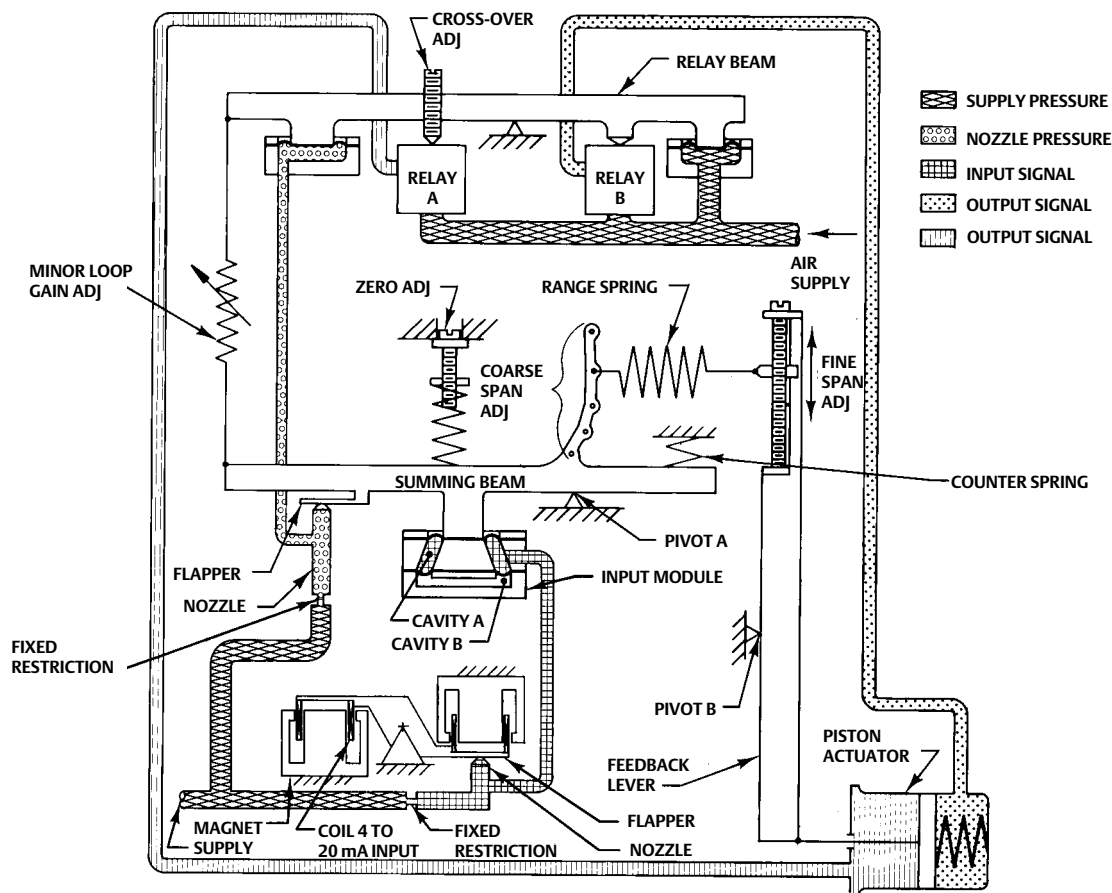 CROSS-OVER
ADJ
RELAY BEAM
SUPPLY PRESSURE
NOZZLE PRESSURE
INPUT SIGNAL
OUTPUT SIGNAL
OUTPUT SIGNAL
RELAY
A
RELAY
B
AIR
SUPPLY
MINOR LOOP
GAIN ADJ
ZERO ADJ
RANGE SPRING
COARSE
SPAN
ADJ
FINE
SPAN
ADJ
SUMMING BEAM
COUNTER SPRING
PIVOT A
FLAPPER
INPUT MODULE
NOZZLE
CAVITY A
CAVITY B
FIXED
RESTRICTION
PIVOT B
PISTON
ACTUATOR
FEEDBACK
LEVER
MAGNET
SUPPLY
COIL 4 TO
20 mA INPUT
FIXED
RESTRICTION
FLAPPER
NOZZLE